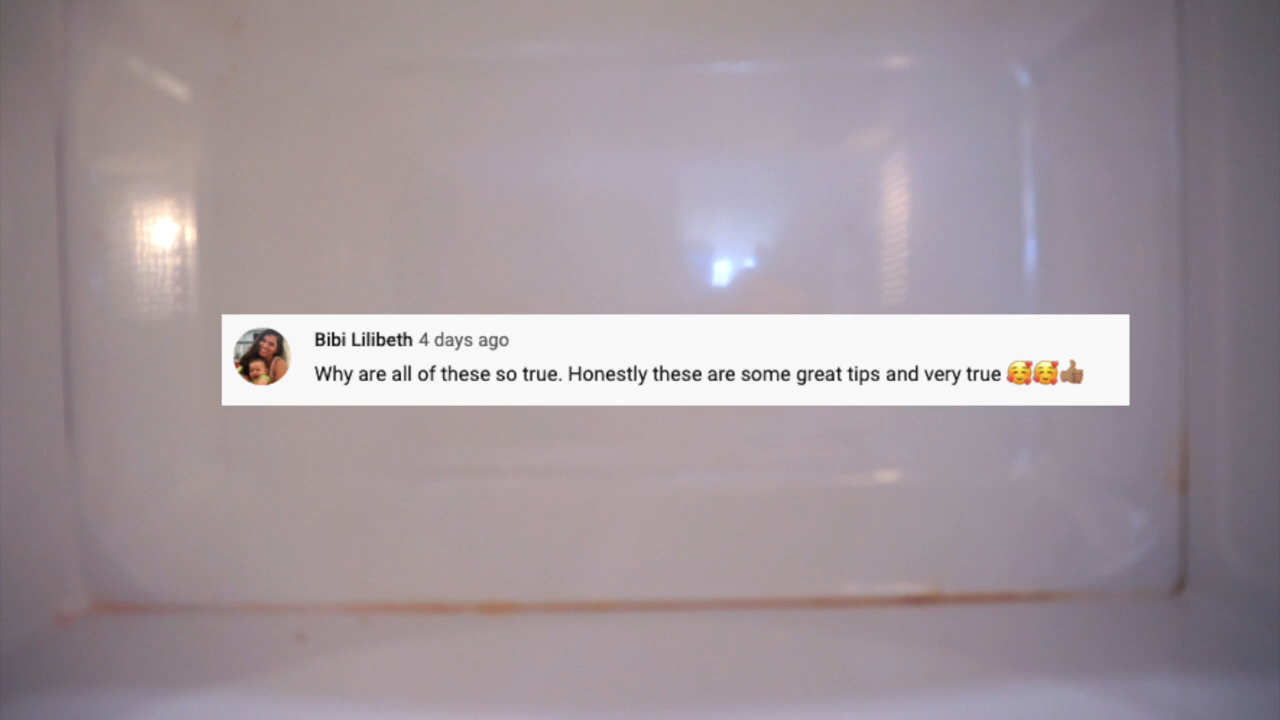 Bibi Lilibeth 4 days ago
Why are all of these so true. Honestly these are some great tips and very true 🥰🥰👍🏽